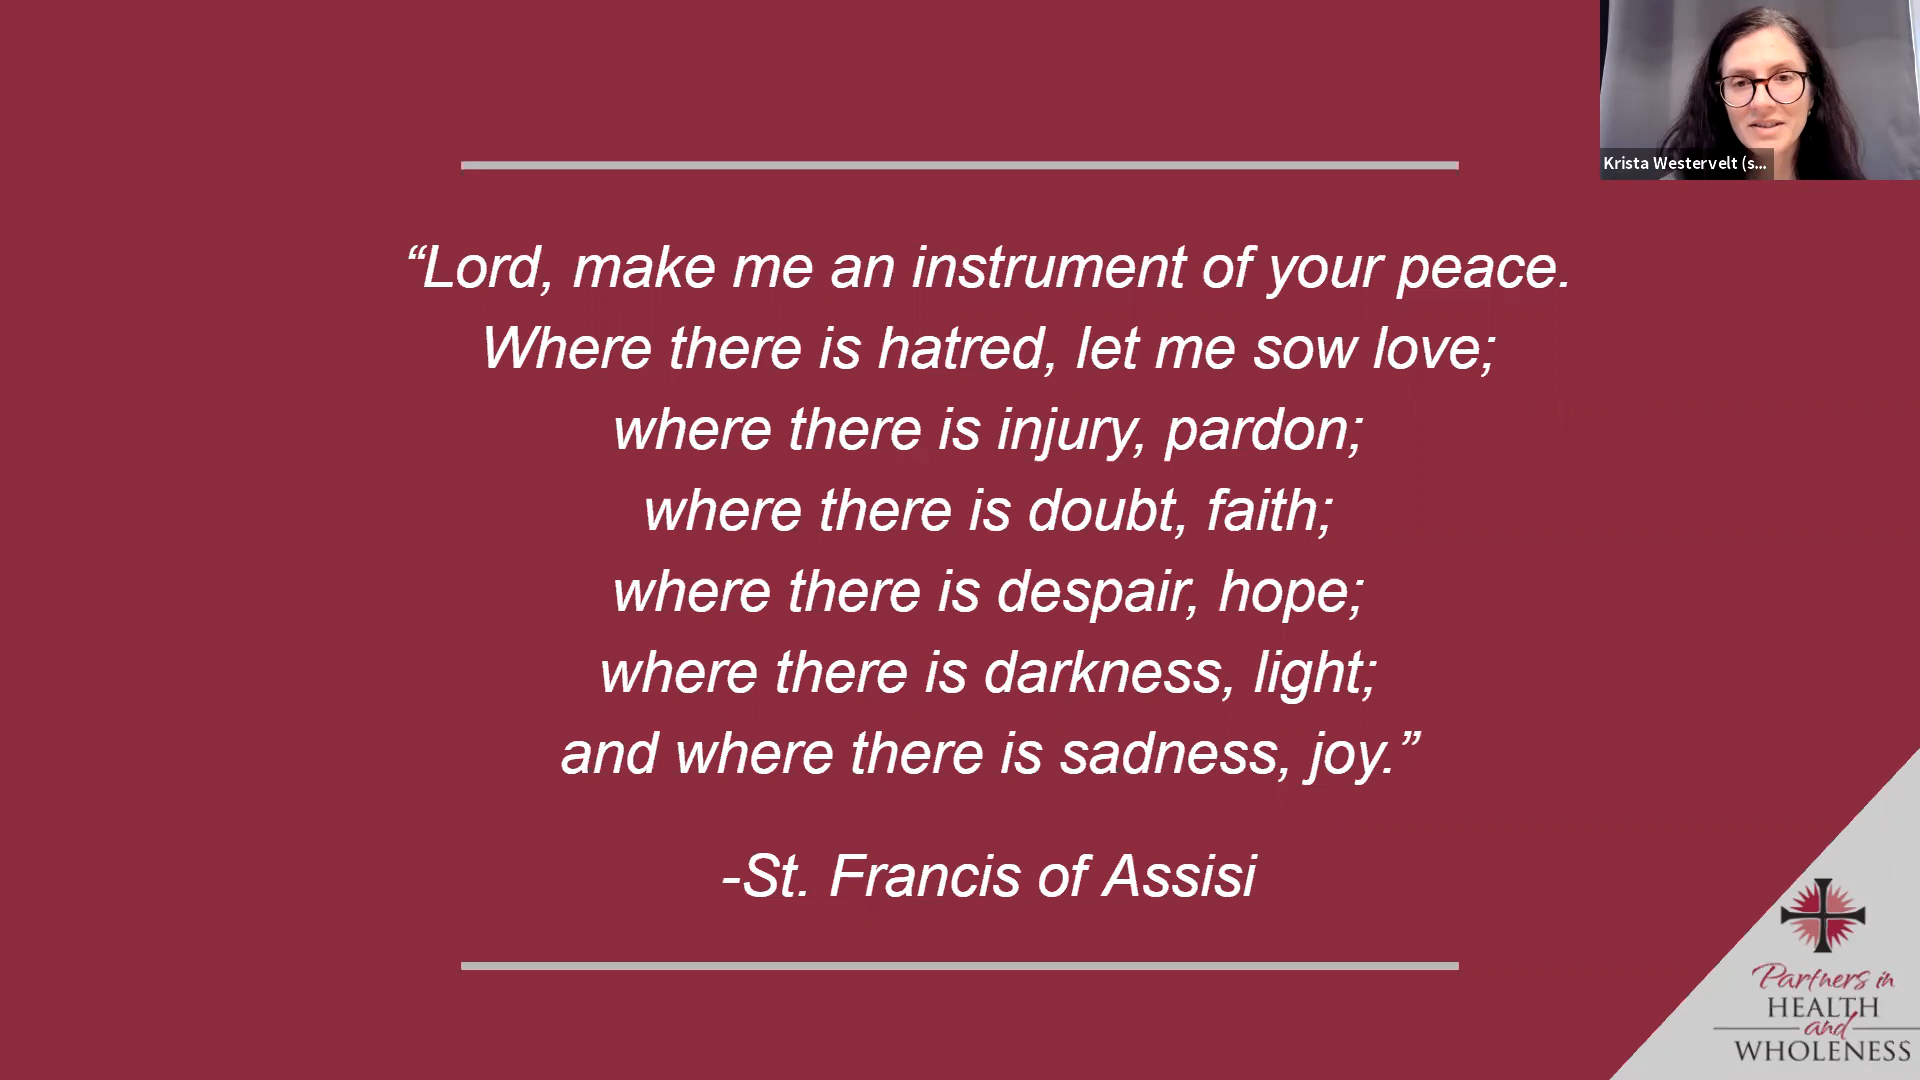 Krista Westervelt (s...
“Lord, make me an instrument of your peace.
Where there is hatred, let me sow love;
where there is injury, pardon;
where there is doubt, faith;
where there is despair, hope;
where there is darkness, light;
and where there is sadness, joy.”
-St. Francis of Assisi
Partners in
HEALTH
and
WHOLENESS